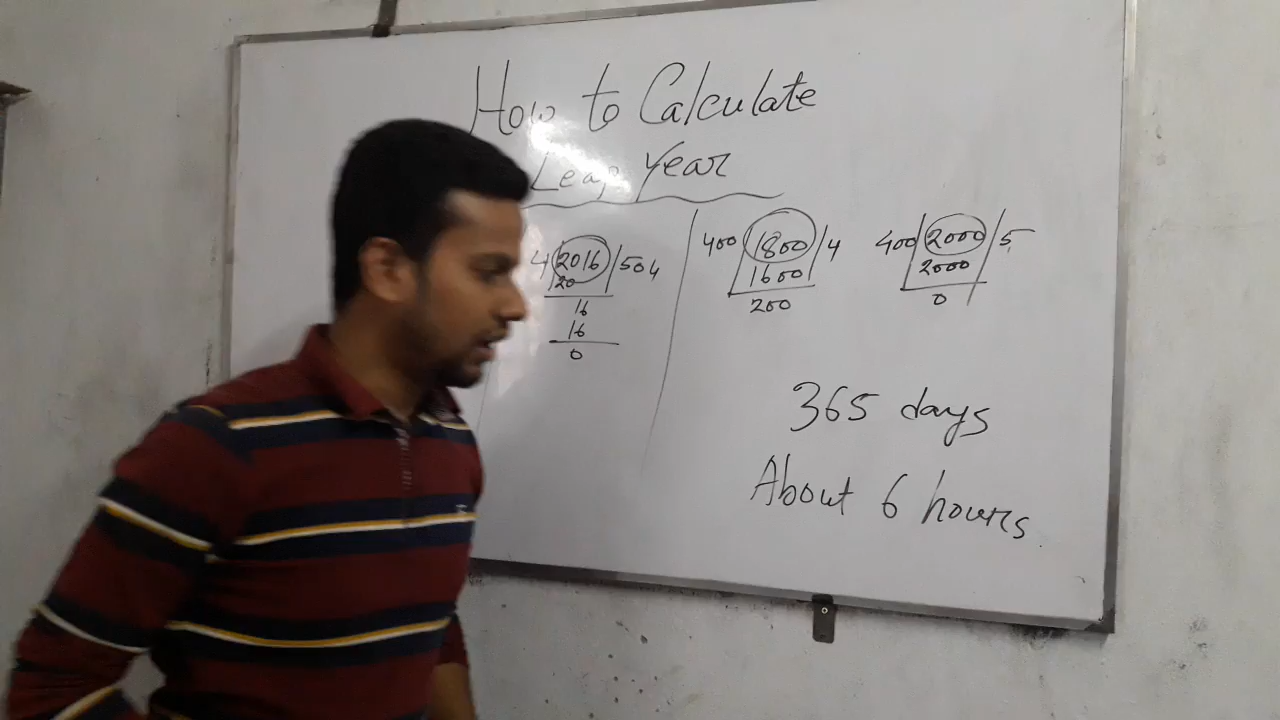 How to Calculate
Leap Year
4 2016 504
20
16
16
0
400 1800 4
1600
200
400 2000 5
2000
0
365 days
About 6 hours